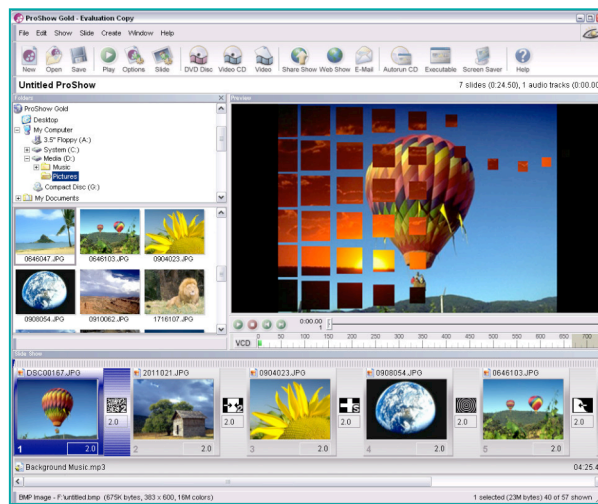 ProShow Gold - Evaluation Copy
File Edit Show Slide Create Window Help
New Open Save Play Options Slide DVD Disc Video CD Video Share Show Web Show E-Mail Autorun CD Executable Screen Saver Help
Untitled ProShow 7 slides (0:24.50), 1 audio tracks (0:00.00
Folders Preview
ProShow Gold
Desktop
My Computer
3.5" Floppy (A:)
System (C:)
Media (D:)
Music
Pictures
Compact Disc (G:)
My Documents
0646047.JPG 0646103.JPG 0904023.JPG
0908054.JPG 0910062.JPG 1716107.JPG
0:00.00
1
VCD 0 50 100 150 200 250 300 350 400 450 500 550 600 650 700
Slide Show
DSC00167.JPG 2011021.JPG 0904023.JPG 0908054.JPG 0646103.JPG
2.0 2.0 2.0 2.0 2.0
1 2.0 2 2.0 3 2.0 4 2.0 5 2.0
Background Music.mp3 04:25.4
BMP Image - F:\untitled.bmp (675K bytes, 383 x 600, 16M colors) 1 selected (23M bytes) 40 of 57 shown